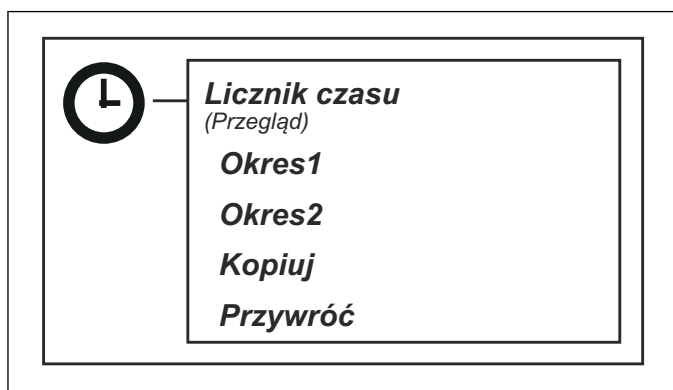 Licznik czasu
(Przegląd)
Okres1
Okres2
Kopiuj
Przywróć